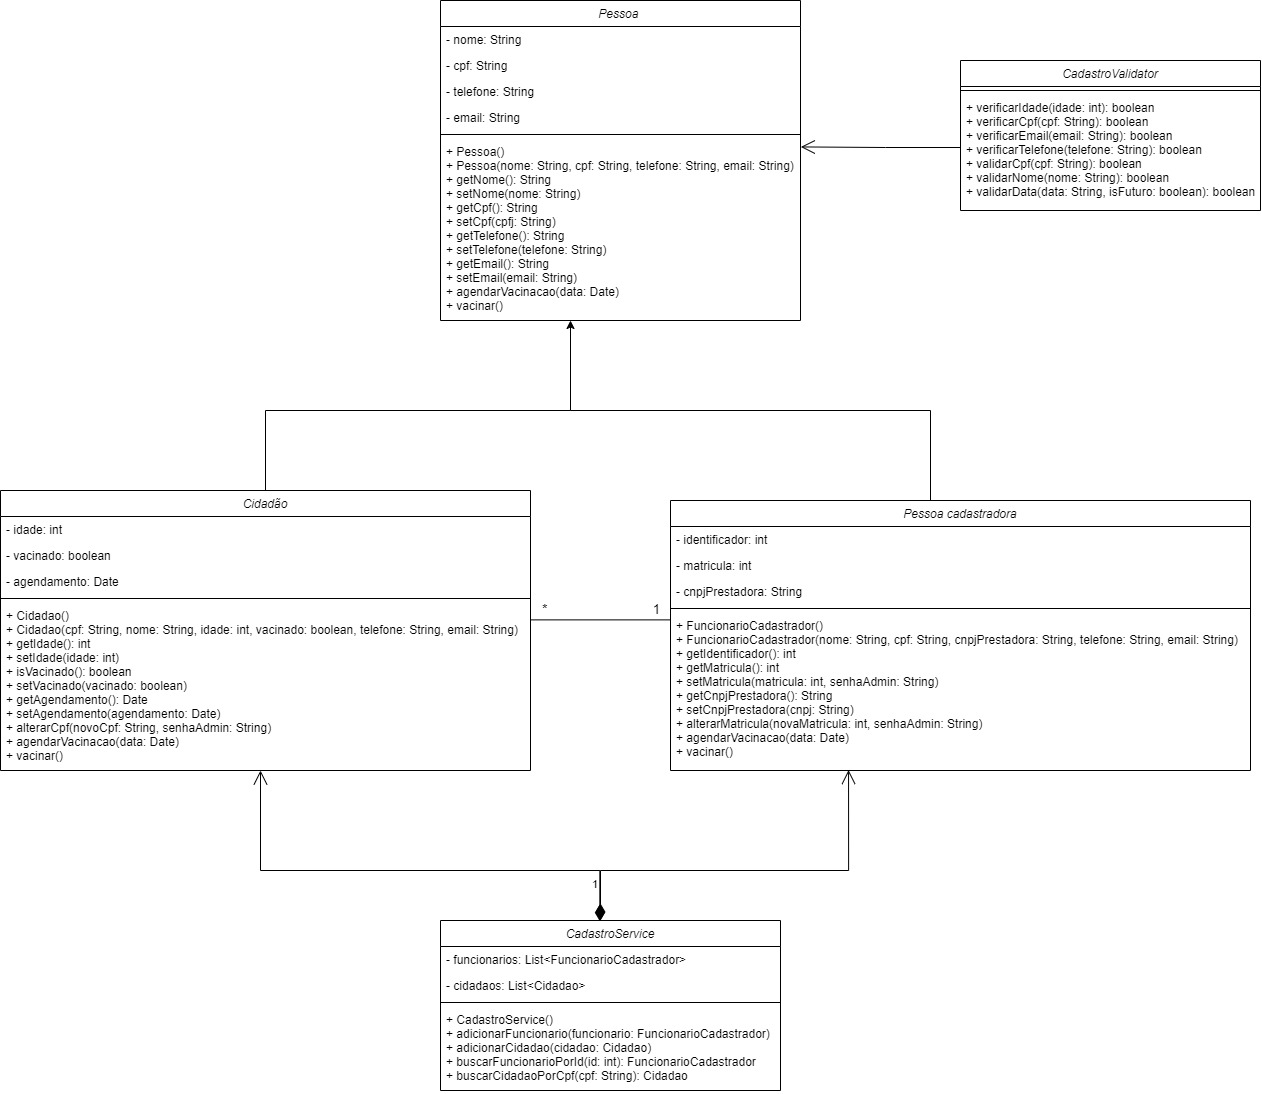 Pessoa
- nome: String
- cpf: String
- telefone: String
- email: String
+ Pessoa()
+ Pessoa(nome: String, cpf: String, telefone: String, email: String)
+ getNome(): String
+ setNome(nome: String)
+ getCpf(): String
+ setCpf(cpfj: String)
+ getTelefone(): String
+ setTelefone(telefone: String)
+ getEmail(): String
+ setEmail(email: String)
+ agendarVacinacao(data: Date)
+ vacinar()
CadastroValidator
+ verificarIdade(idade: int): boolean
+ verificarCpf(cpf: String): boolean
+ verificarEmail(email: String): boolean
+ verificarTelefone(telefone: String): boolean
+ validarCpf(cpf: String): boolean
+ validarNome(nome: String): boolean
+ validarData(data: String, isFuturo: boolean): boolean
Cidadão
- idade: int
- vacinado: boolean
- agendamento: Date
+ Cidadao()
+ Cidadao(cpf: String, nome: String, idade: int, vacinado: boolean, telefone: String, email: String)
+ getIdade(): int
+ setIdade(idade: int)
+ isVacinado(): boolean
+ setVacinado(vacinado: boolean)
+ getAgendamento(): Date
+ setAgendamento(agendamento: Date)
+ alterarCpf(novoCpf: String, senhaAdmin: String)
+ agendarVacinacao(data: Date)
+ vacinar()
* 1
Pessoa cadastradora
- identificador: int
- matricula: int
- cnpjPrestadora: String
+ FuncionarioCadastrador()
+ FuncionarioCadastrador(nome: String, cpf: String, cnpjPrestadora: String, telefone: String, email: String)
+ getIdentificador(): int
+ getMatricula(): int
+ setMatricula(matricula: int, senhaAdmin: String)
+ getCnpjPrestadora(): String
+ setCnpjPrestadora(cnpj: String)
+ alterarMatricula(novaMatricula: int, senhaAdmin: String)
+ agendarVacinacao(data: Date)
+ vacinar()
1
CadastroService
- funcionarios: List<FuncionarioCadastrador>
- cidadaos: List<Cidadao>
+ CadastroService()
+ adicionarFuncionario(funcionario: FuncionarioCadastrador)
+ adicionarCidadao(cidadao: Cidadao)
+ buscarFuncionarioPorId(id: int): FuncionarioCadastrador
+ buscarCidadaoPorCpf(cpf: String): Cidadao